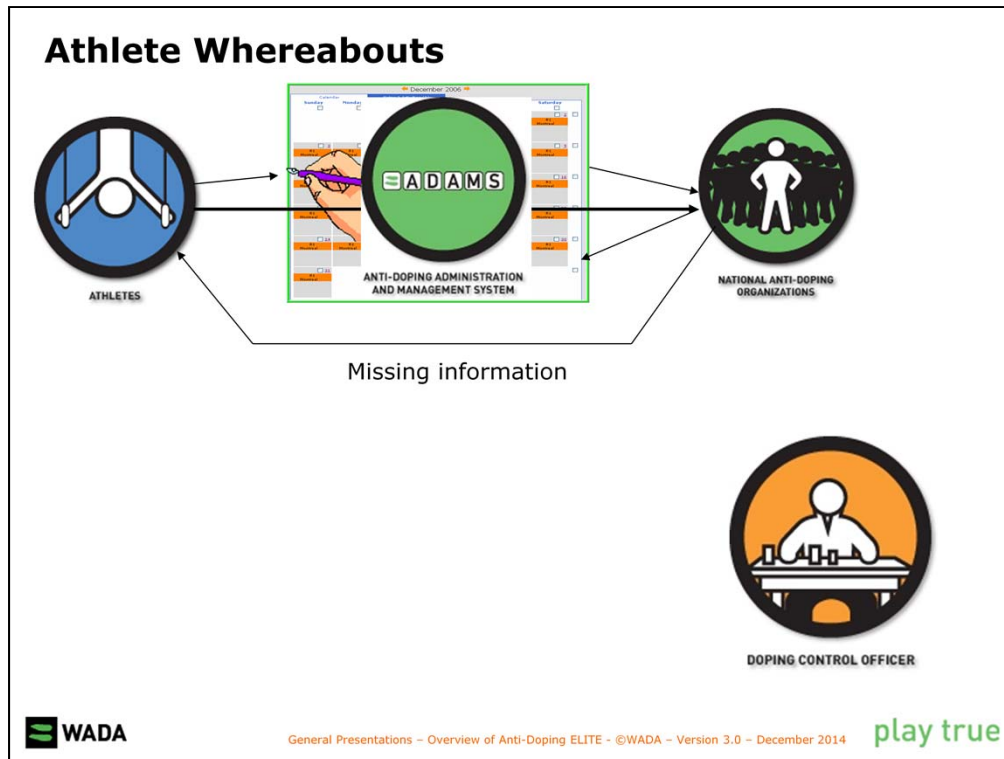 Athlete Whereabouts
December 2006
Calendar
Sunday
Saturday
ADAMS
ANTI-DOPING ADMINISTRATION
AND MANAGEMENT SYSTEM
ATHLETES
NATIONAL ANTI-DOPING
ORGANIZATIONS
Missing information
DOPING CONTROL OFFICER
WADA
General Presentations – Overview of Anti-Doping ELITE - ©WADA – Version 3.0 – December 2014
play true